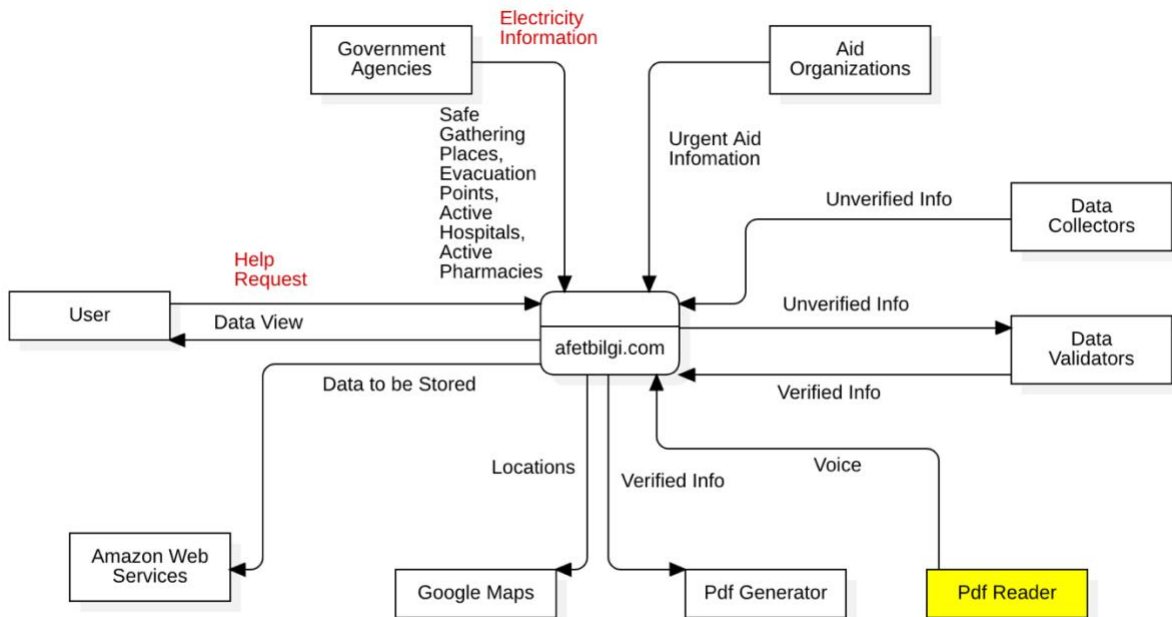 Electricity
Information
Government
Agencies
Aid
Organizations
Safe
Gathering
Places,
Evacuation
Points,
Active
Hospitals,
Active
Pharmacies
Urgent Aid
Infomation
Unverified Info
Data
Collectors
Help
Request
User
Data View
afetbilgi.com
Unverified Info
Data
Validators
Verified Info
Data to be Stored
Locations
Verified Info
Voice
Amazon Web
Services
Google Maps
Pdf Generator
Pdf Reader